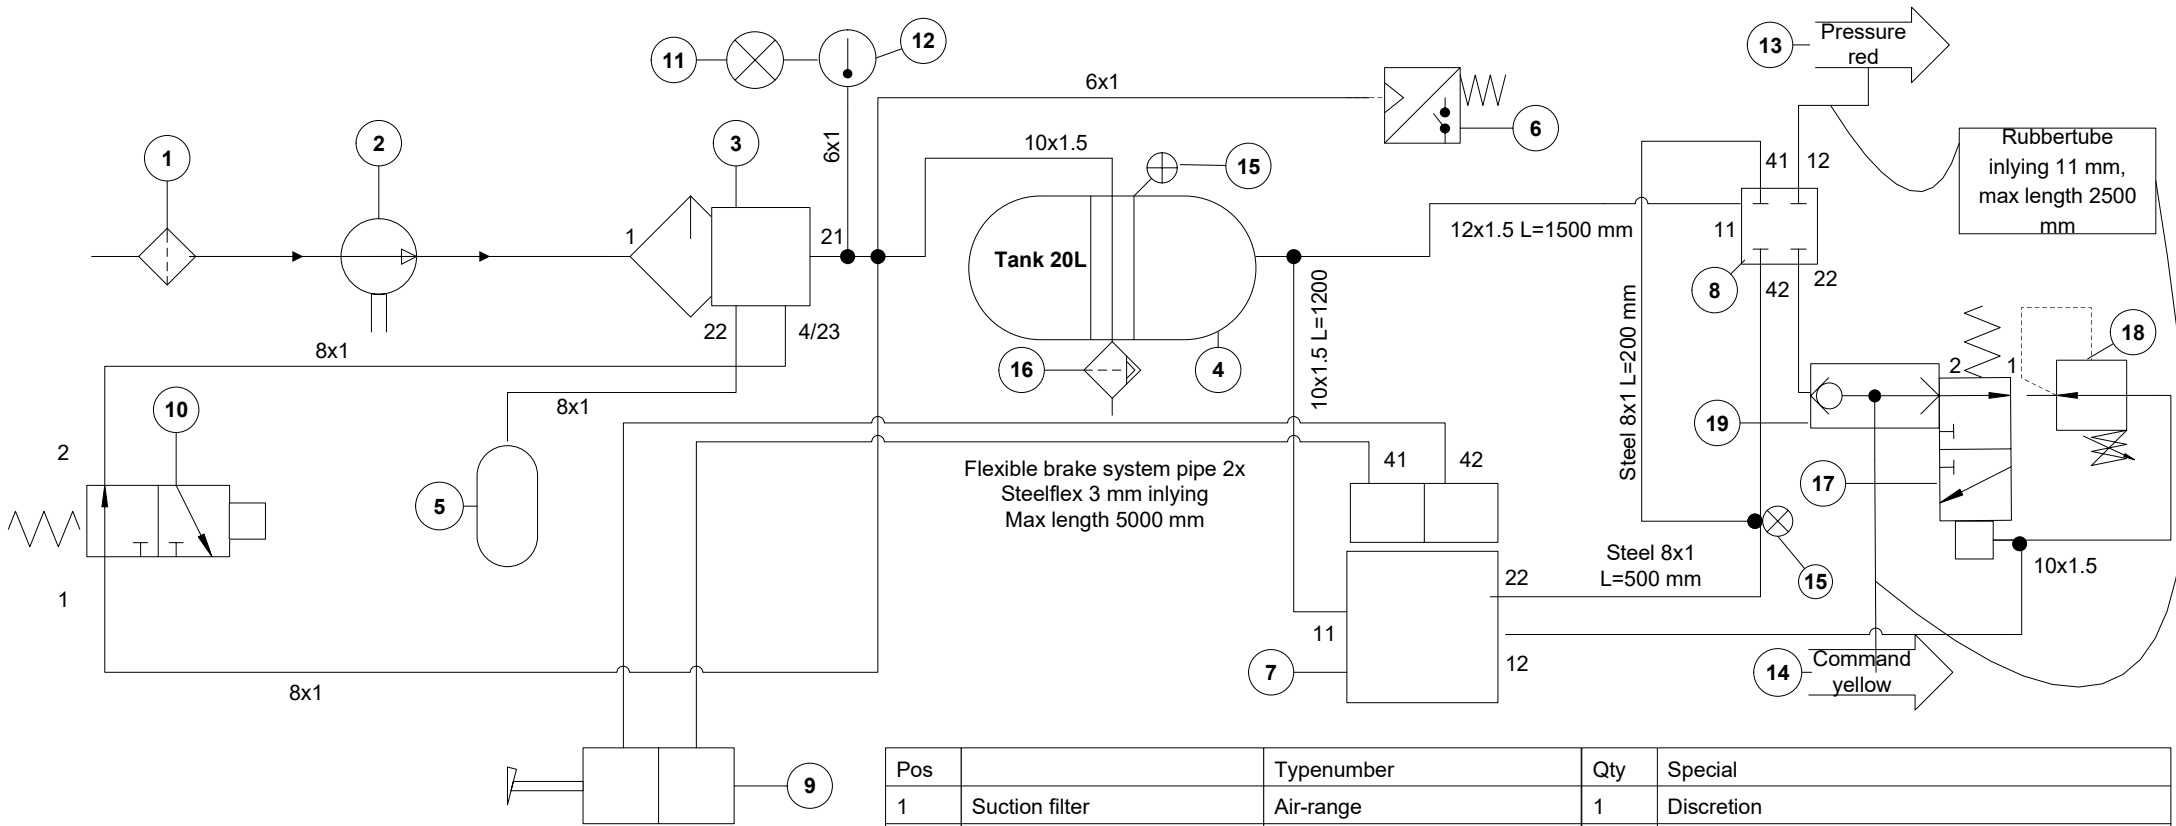 11
12
13
Pressure
red
6x1
6
1
2
3
6x1
10x1.5
15
41
12
Rubbertube
inlying 11 mm,
max length 2500
mm
1
21
Tank 20L
12x1.5 L=1500 mm
11
8
42
22
22
4/23
8x1
16
4
10x1.5 L=1200
Steel 8x1 L=200 mm
2
1
18
10
8x1
19
2
5
Flexible brake system pipe 2x
Steelflex 3 mm inlying
Max length 5000 mm
41
42
17
1
Steel 8x1
L=500 mm
22
15
10x1.5
11
12
7
14
Command
yellow
8x1
9
Pos Typenumber Qty Special
1 Suction filter Air-range 1 Discretion